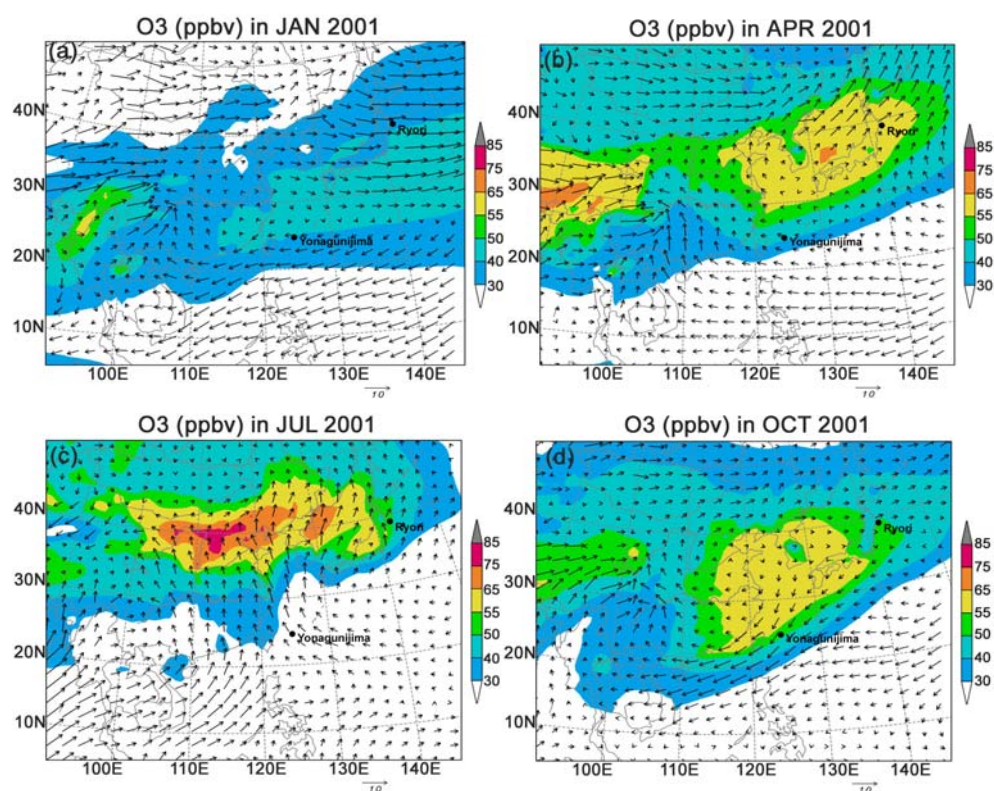 O3 (ppbv) in JAN 2001
(a)
40N
30N
20N
10N
100E 110E 120E 130E 140E
10
Ryori
Yonagunijima
85
75
65
55
50
40
30
O3 (ppbv) in APR 2001
(b)
40N
30N
20N
10N
100E 110E 120E 130E 140E
10
Ryori
Yonagunijima
85
75
65
55
50
40
30
O3 (ppbv) in JUL 2001
(c)
40N
30N
20N
10N
100E 110E 120E 130E 140E
10
Ryori
Yonagunijima
85
75
65
55
50
40
30
O3 (ppbv) in OCT 2001
(d)
40N
30N
20N
10N
100E 110E 120E 130E 140E
10
Ryori
Yonagunijima
85
75
65
55
50
40
30